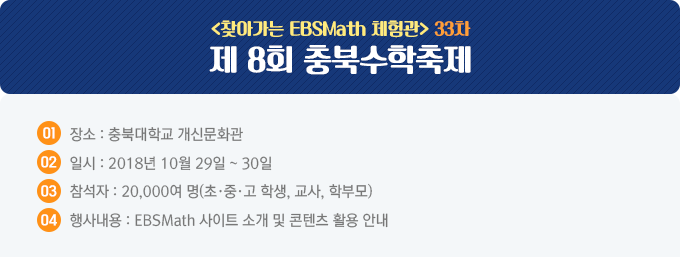 <찾아가는 EBSMath 체험관> 33차
제 8회 충북수학축제
01 장소 : 충북대학교 개신문화관
02 일시 : 2018년 10월 29일 ~ 30일
03 참석자 : 20,000여 명(초·중·고 학생, 교사, 학부모)
04 행사내용 : EBSMath 사이트 소개 및 콘텐츠 활용 안내